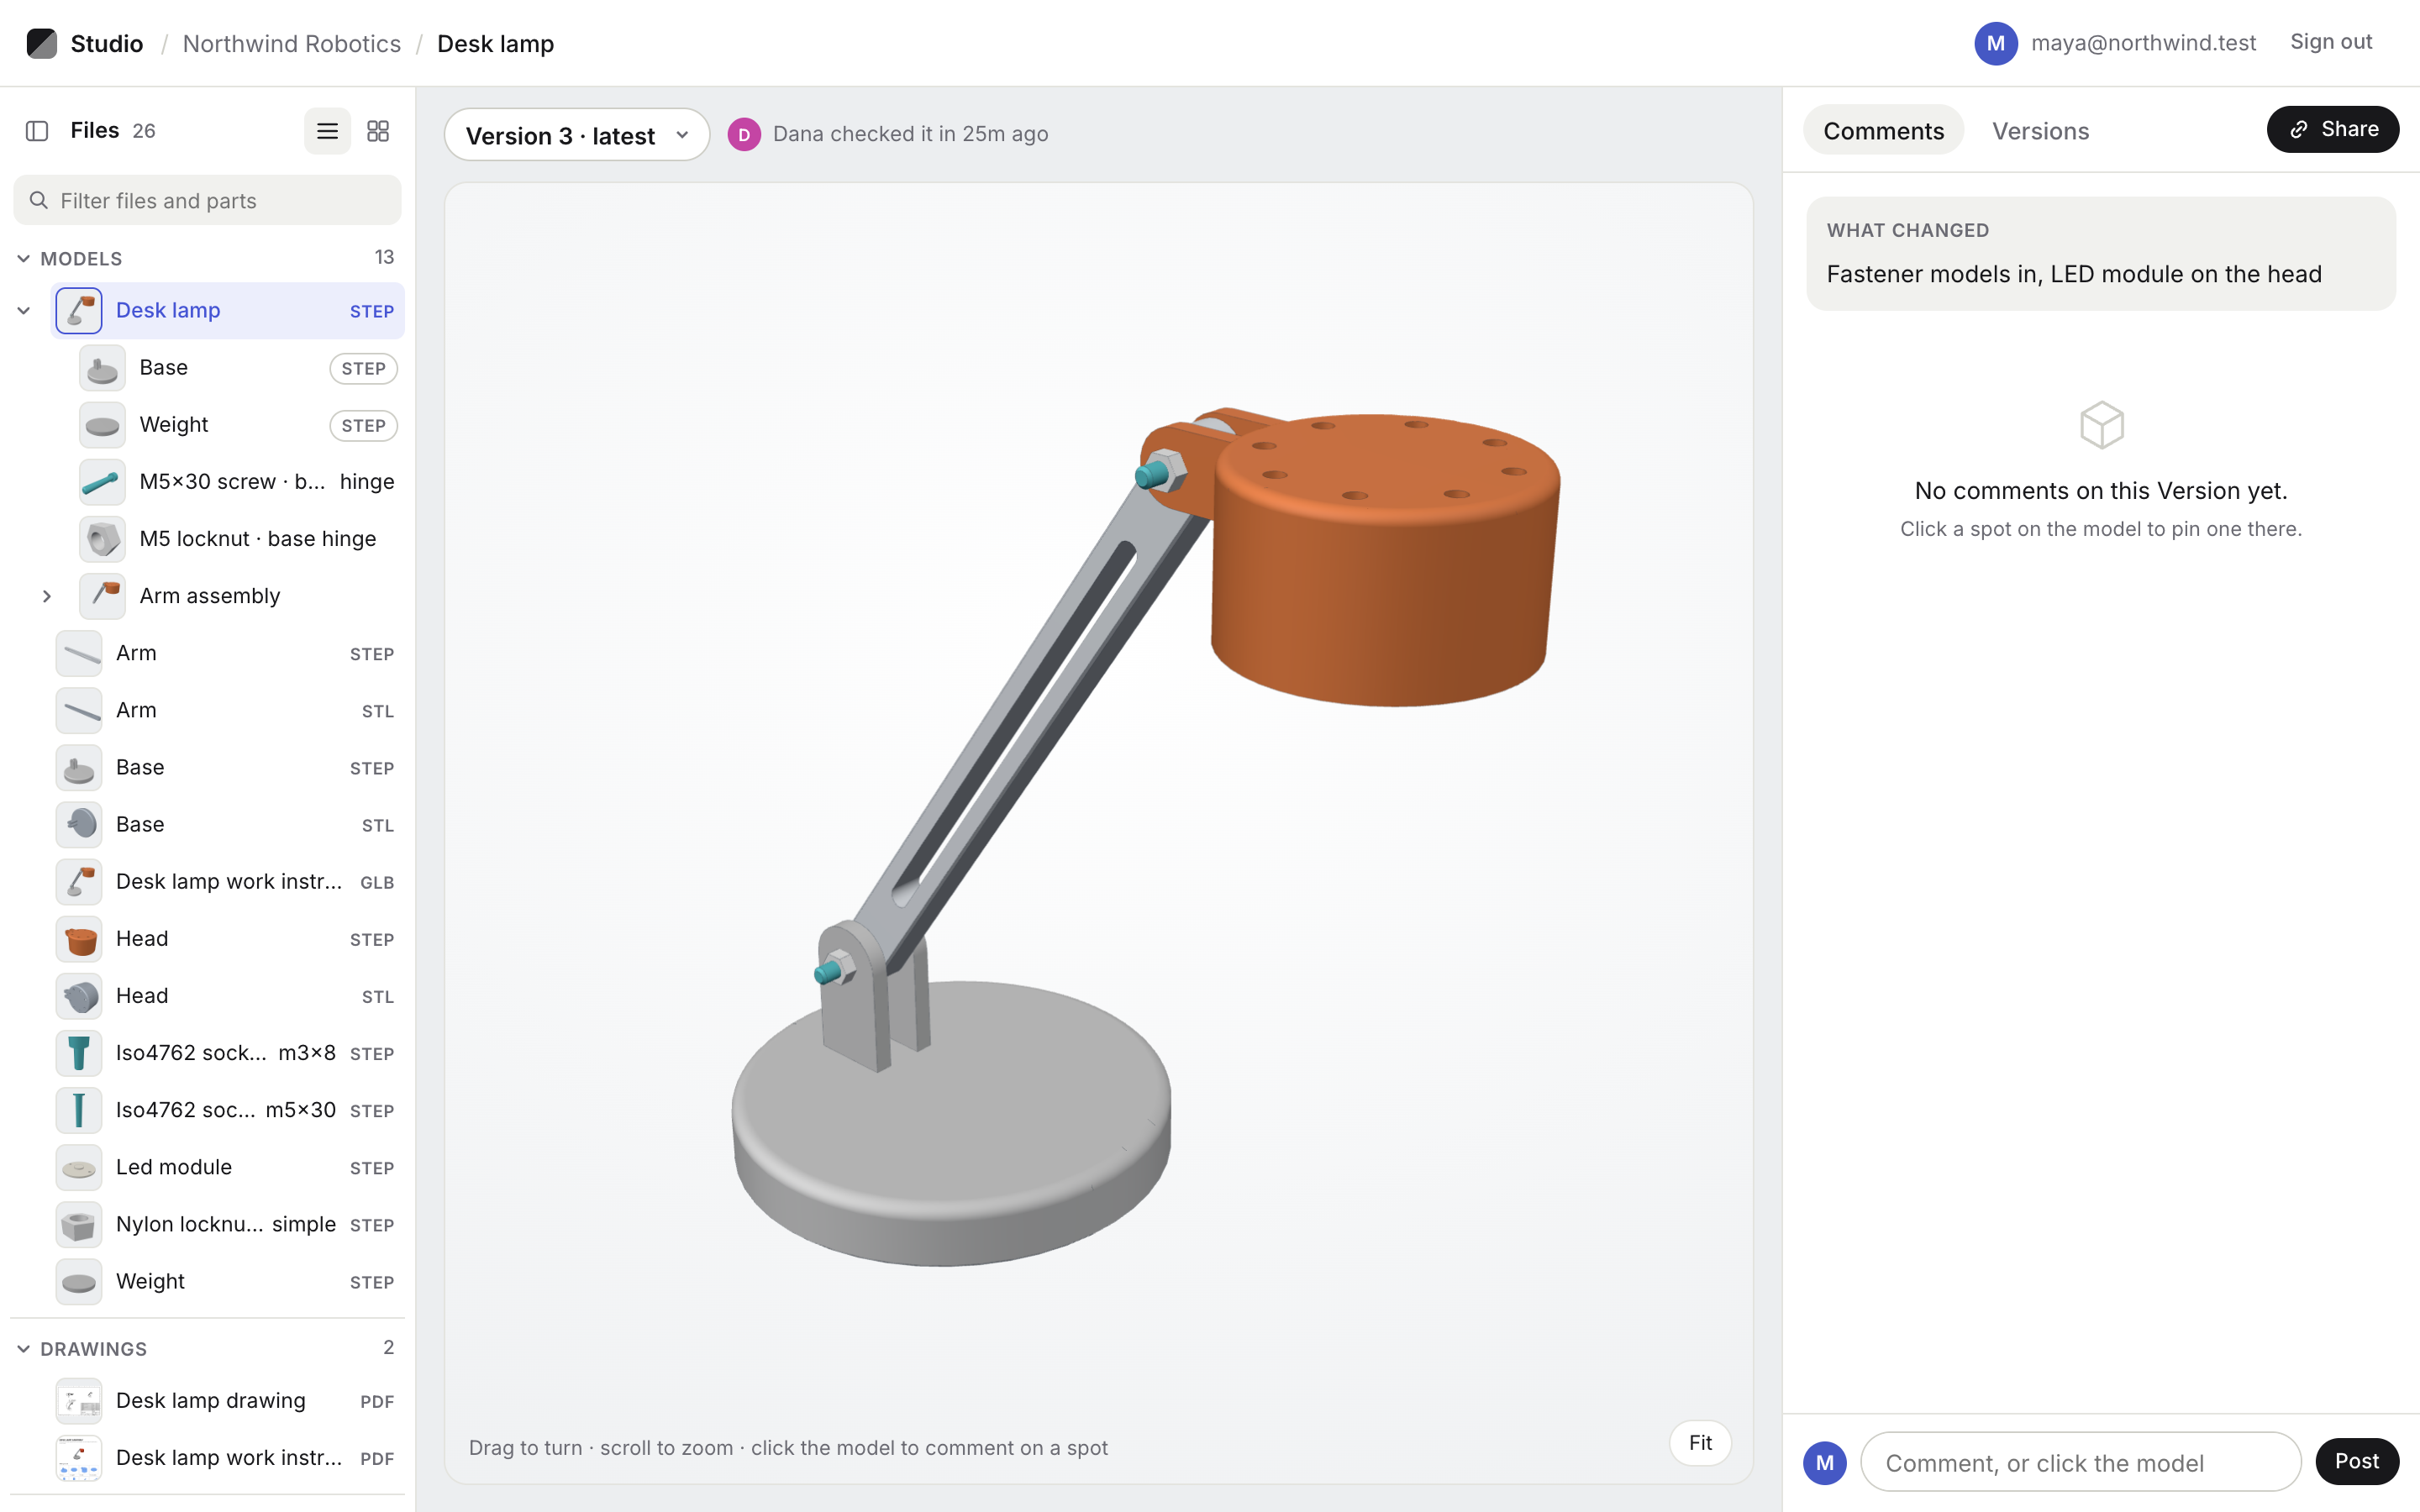 Studio / Northwind Robotics / Desk lamp
M maya@northwind.test Sign out
Files 26
Filter files and parts
MODELS 13
Desk lamp STEP
Base STEP
Weight STEP
M5×30 screw · b... hinge
M5 locknut · base hinge
Arm assembly
Arm STEP
Arm STL
Base STEP
Base STL
Desk lamp work instr... GLB
Head STEP
Head STL
Iso4762 sock... m3×8 STEP
Iso4762 soc... m5×30 STEP
Led module STEP
Nylon locknu... simple STEP
Weight STEP
DRAWINGS 2
Desk lamp drawing PDF
Desk lamp work instr... PDF
Version 3 · latest
D Dana checked it in 25m ago
Drag to turn · scroll to zoom · click the model to comment on a spot
Fit
Comments Versions Share
WHAT CHANGED
Fastener models in, LED module on the head
No comments on this Version yet.
Click a spot on the model to pin one there.
M Comment, or click the model Post